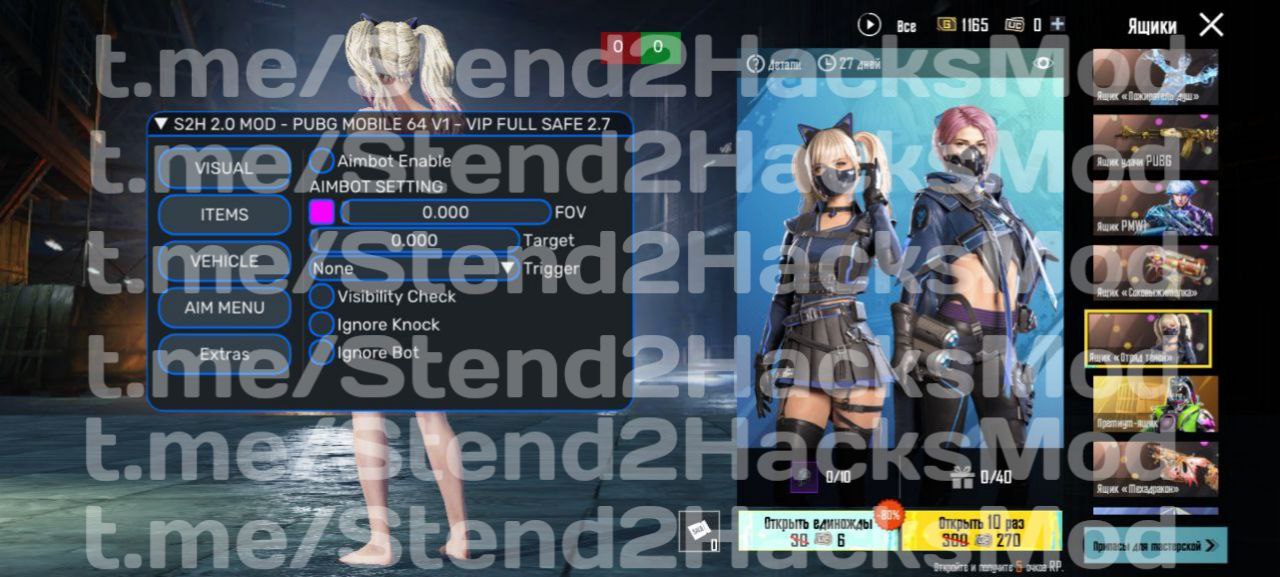 t.me/Stend2HacksMod
0 0
Все
1165
0
Ящики
Детали
27 дней
t.me/Stend2HacksMod
S2H 2.0 MOD - PUBG MOBILE 64 V1 - VIP FULL SAFE 2.7
VISUAL
ITEMS
VEHICLE
AIM MENU
Extras
Aimbot Enable
AIMBOT SETTING
0.000 FOV
0.000 Target
None Trigger
Visibility Check
Ignore Knock
Ignore Bot
t.me/Stend2HacksMod
t.me/Stend2HacksMod
t.me/Stend2HacksMod
t.me/Stend2HacksMod
Ящик «Пожиратель душ»
Ящик удачи PUBG
Ящик PMWI
Ящик «Соковыжималка»
Ящик «Отряд теней»
Премиум-ящик
Ящик «Мехадракон»
0/10
0/40
SALE
0
Открыть единожды
30 6
-80%
Открыть 10 раз
300 270
Откройте и получите 5 очков RP.
Припасы для мастерской